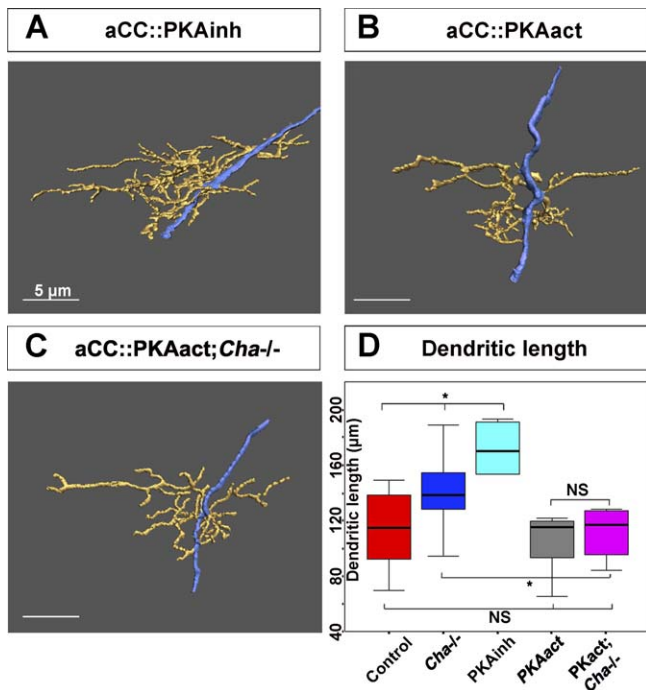 A aCC::PKAinh
B aCC::PKAact
5 µm
C aCC::PKAact;Cha-/-
D Dendritic length
Dendritic length (µm)
200
160
120
80
40
*
NS
*
NS
Control
Cha-/-
PKAinh
PKAact
PKact;
Cha-/-